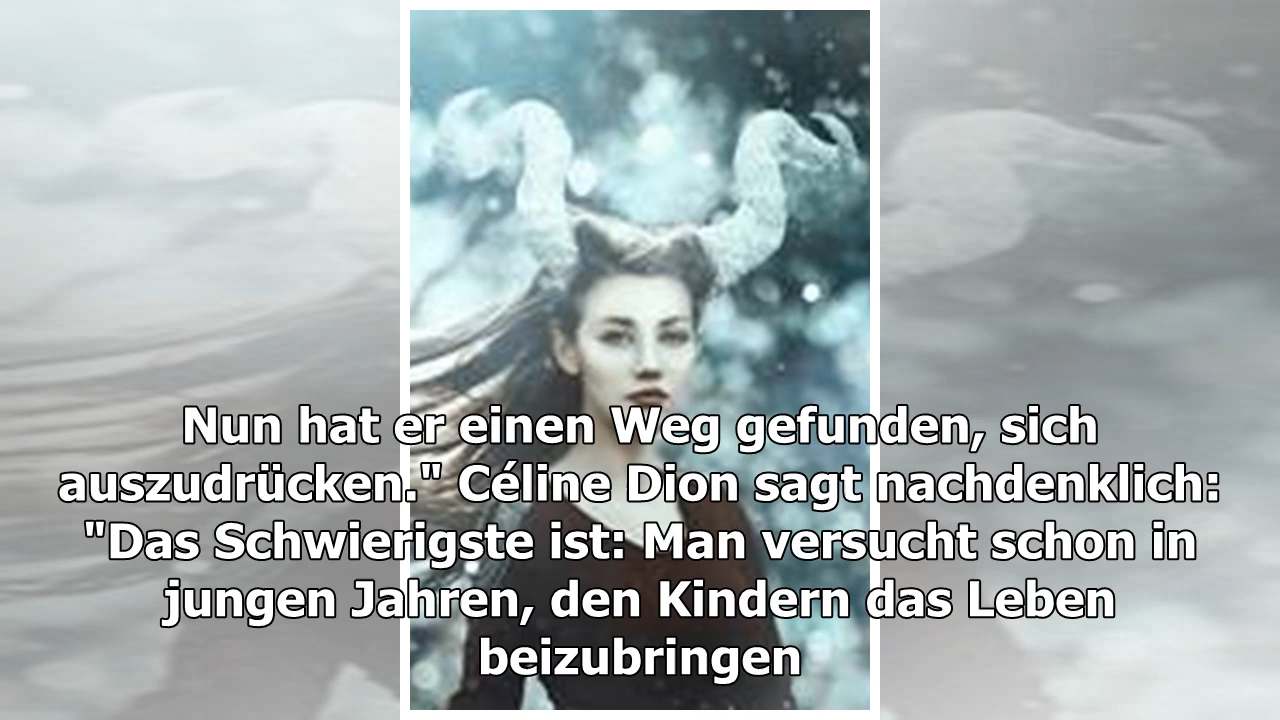 Nun hat er einen Weg gefunden, sich
auszudrücken." Céline Dion sagt nachdenklich:
"Das Schwierigste ist: Man versucht schon in
jungen Jahren, den Kindern das Leben
beizubringen